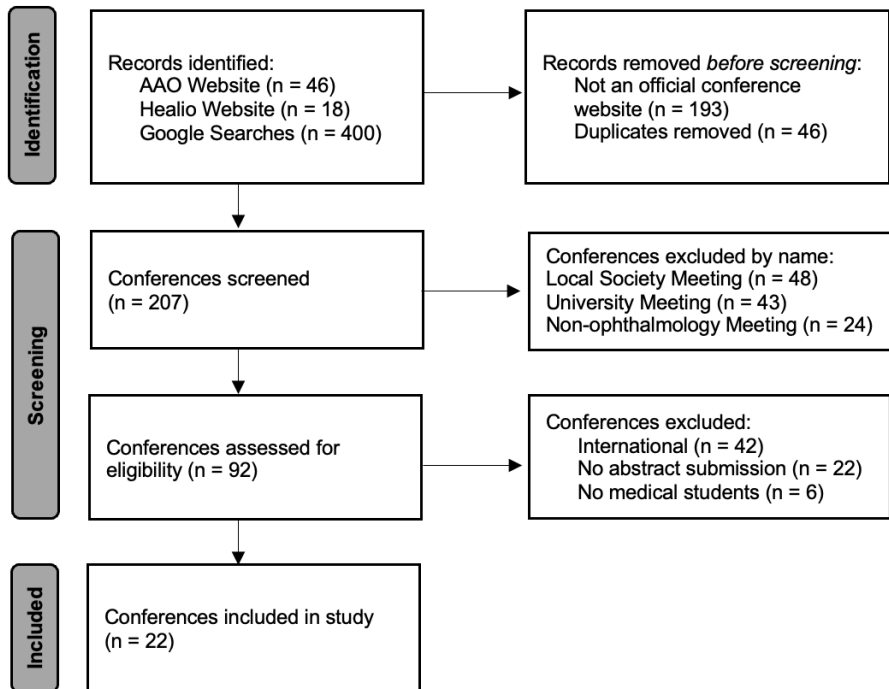 Identification
Records identified:
AAO Website (n = 46)
Healio Website (n = 18)
Google Searches (n = 400)
Records removed before screening:
Not an official conference
website (n = 193)
Duplicates removed (n = 46)
Screening
Conferences screened
(n = 207)
Conferences excluded by name:
Local Society Meeting (n = 48)
University Meeting (n = 43)
Non-ophthalmology Meeting (n = 24)
Conferences assessed for
eligibility (n = 92)
Conferences excluded:
International (n = 42)
No abstract submission (n = 22)
No medical students (n = 6)
Included
Conferences included in study
(n = 22)